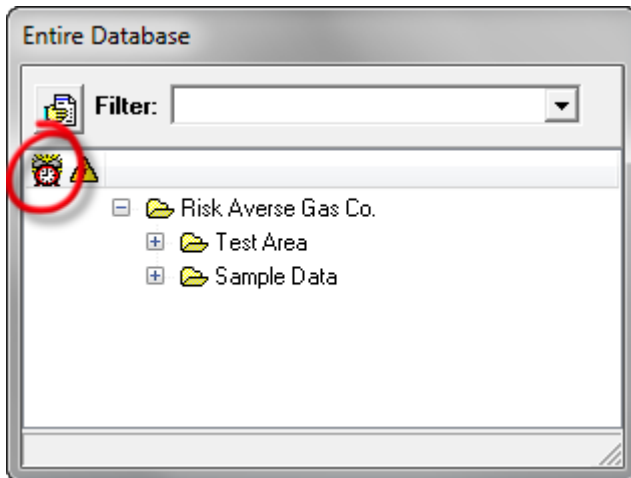 Entire Database
Filter:
Risk Averse Gas Co.
Test Area
Sample Data